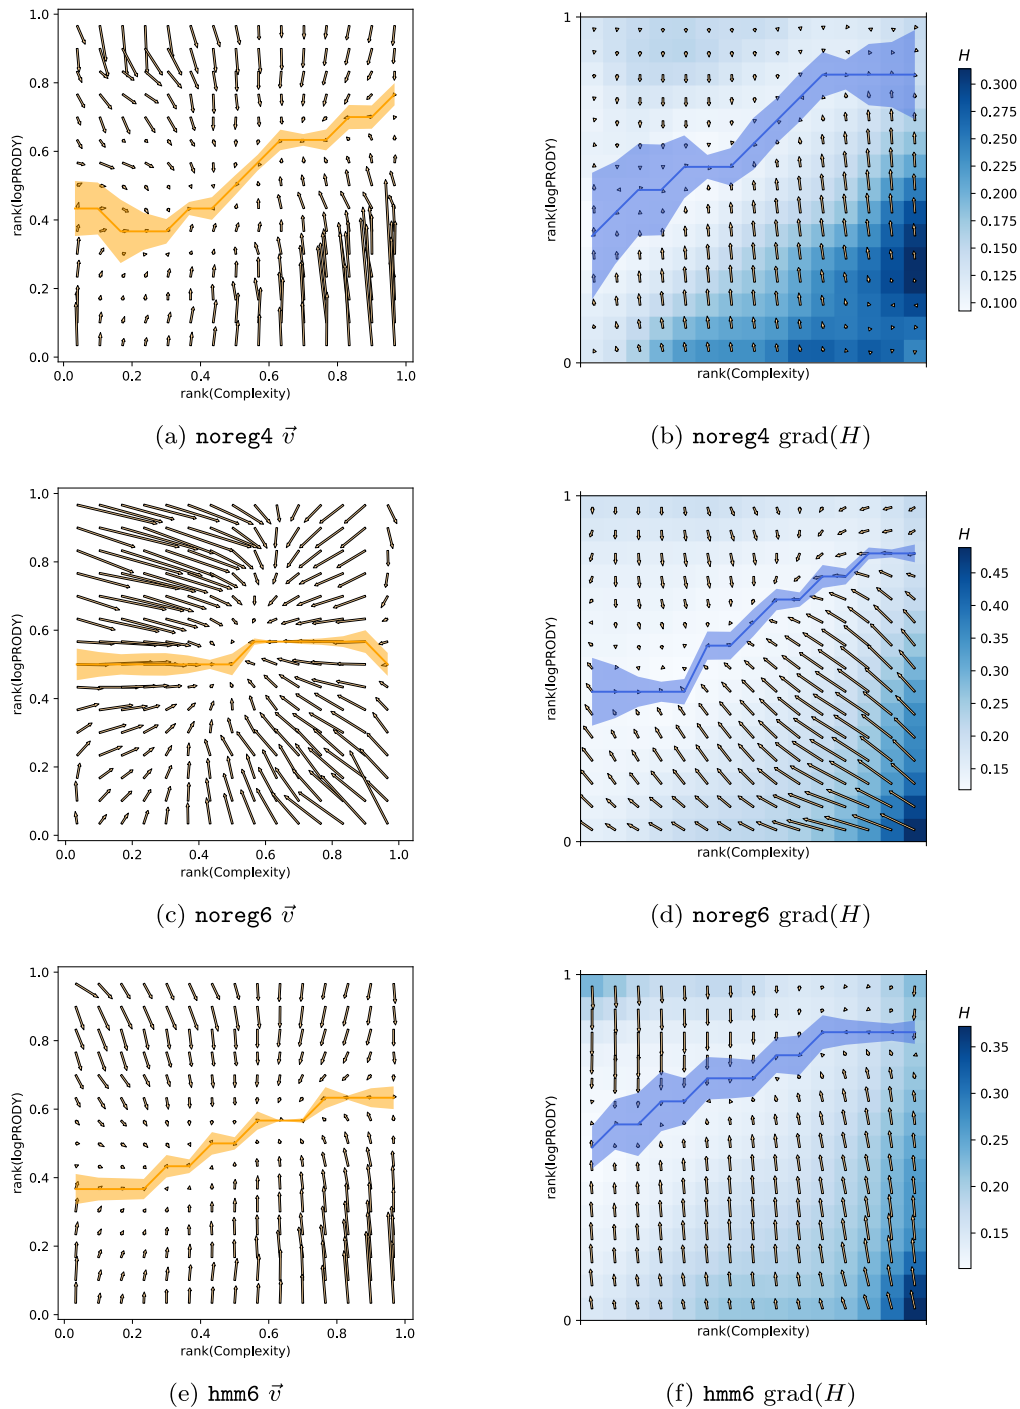 1.0
0.8
0.6
0.4
0.2
0.0
rank(logPRODY)
0.0 0.2 0.4 0.6 0.8 1.0
rank(Complexity)
(a) noreg4 v⃗
1
0
rank(logPRODY)
rank(Complexity)
H
0.300
0.275
0.250
0.225
0.200
0.175
0.150
0.125
0.100
(b) noreg4 grad(H)
1.0
0.8
0.6
0.4
0.2
0.0
rank(logPRODY)
0.0 0.2 0.4 0.6 0.8 1.0
rank(Complexity)
(c) noreg6 v⃗
1
0
rank(logPRODY)
rank(Complexity)
H
0.45
0.40
0.35
0.30
0.25
0.20
0.15
(d) noreg6 grad(H)
1.0
0.8
0.6
0.4
0.2
0.0
rank(logPRODY)
0.0 0.2 0.4 0.6 0.8 1.0
rank(Complexity)
(e) hmm6 v⃗
1
0
rank(logPRODY)
rank(Complexity)
H
0.35
0.30
0.25
0.20
0.15
(f) hmm6 grad(H)